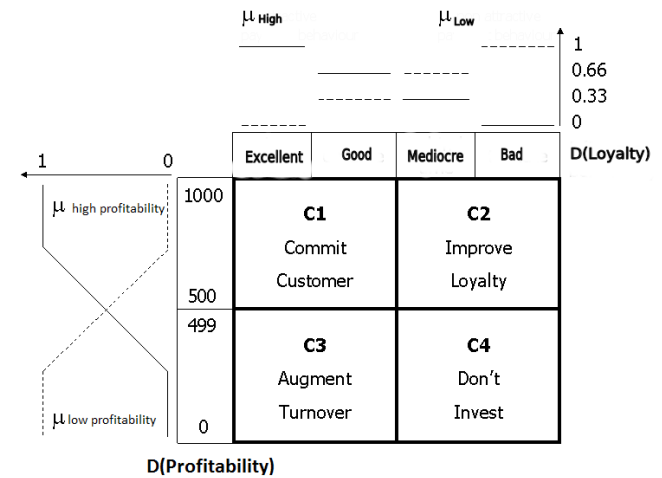 μ High
μ Low
1
0.66
0.33
0
Excellent Good Mediocre Bad D(Loyalty)
1 0
μ high profitability
1000
C1
Commit
Customer
C2
Improve
Loyalty
500
499
C3
Augment
Turnover
C4
Don't
Invest
μ low profitability
0
D(Profitability)